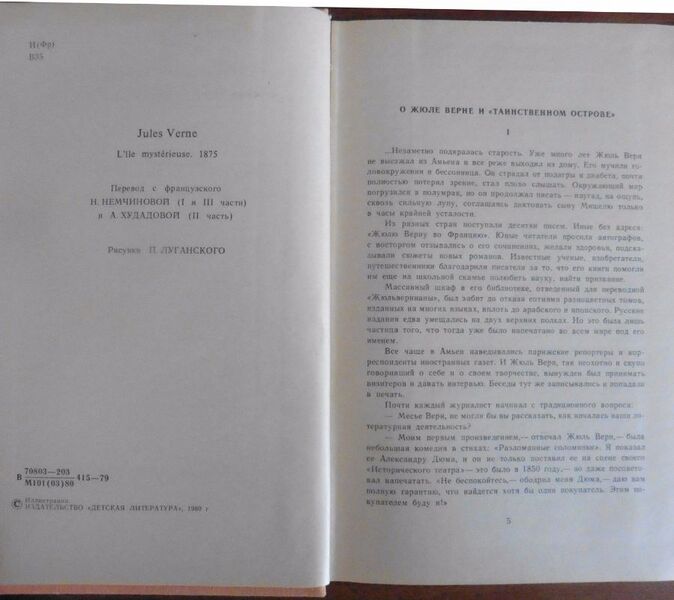 И(Фр)
В35
Jules Verne
L'Ile mystérieuse. 1875
Перевод с французского
Н. НЕМЧИНОВОЙ (I и III части)
и А. ХУДАДОВОЙ (II часть)
Рисунки П. ЛУГАНСКОГО
В 70803—203 415—79
М101(03)80
© Иллюстрации.
ИЗДАТЕЛЬСТВО «ДЕТСКАЯ ЛИТЕРАТУРА», 1980 г
О ЖЮЛЕ ВЕРНЕ И «ТАИНСТВЕННОМ ОСТРОВЕ»
I
...Незаметно подкралась старость. Уже много лет Жюль Верн
не выезжал из Амьена и все реже выходил из дому. Его мучили го-
ловокружения и бессонница. Он страдал от подагры и диабета, почти
полностью потерял зрение, стал плохо слышать. Окружающий мир
погрузился в полумрак, но он продолжал писать — наугад, на ощупь,
сквозь сильную лупу, соглашаясь диктовать сыну Мишелю только
в часы крайней усталости.
Из разных стран поступали десятки писем. Иные без адреса:
«Жюлю Верну во Францию». Юные читатели просили автографов,
с восторгом отзывались о его сочинениях, желали здоровья, подска-
зывали сюжеты новых романов. Известные ученые, изобретатели,
путешественники благодарили писателя за то, что его книги помогли
им еще на школьной скамье полюбить науку, найти призвание.
Массивный шкаф в его библиотеке, отведенный для переводной
«Жюльвернианы», был забит до отказа сотнями разноцветных томов,
изданных на многих языках, вплоть до арабского и японского. Русские
издания едва умещались на двух верхних полках. Но это была лишь
частица того, что тогда уже было напечатано во всем мире под его
именем.
Все чаще в Амьен наведывались парижские репортеры и кор-
респонденты иностранных газет. И Жюль Верн, так неохотно и скупо
говоривший о себе и о своем творчестве, вынужден был принимать
визитеров и давать интервью. Беседы тут же записывались и попадали
в печать.
Почти каждый журналист начинал с традиционного вопроса:
— Месье Верн, не могли бы вы рассказать, как началась ваша ли-
тературная деятельность?
— Моим первым произведением,— отвечал Жюль Верн,— была
небольшая комедия в стихах: «Разломанные соломинки». Я показал
ее Александру Дюма, и он не только поставил ее на сцене своего
«Исторического театра»— это было в 1850 году,— но даже посовето-
вал напечатать. «Не беспокойтесь,— ободрил меня Дюма,— даю вам
полную гарантию, что найдется хотя бы один покупатель. Этим по-
купателем буду я!»
5